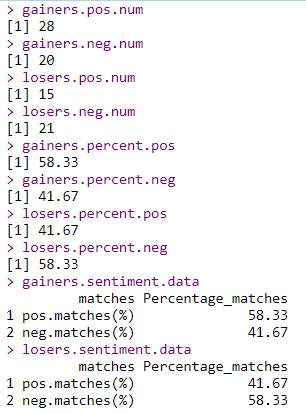 > gainers.pos.num
[1] 28
> gainers.neg.num
[1] 20
> losers.pos.num
[1] 15
> losers.neg.num
[1] 21
> gainers.percent.pos
[1] 58.33
> gainers.percent.neg
[1] 41.67
> losers.percent.pos
[1] 41.67
> losers.percent.neg
[1] 58.33
> gainers.sentiment.data
         matches Percentage_matches
1 pos.matches(%)              58.33
2 neg.matches(%)              41.67
> losers.sentiment.data
         matches Percentage_matches
1 pos.matches(%)              41.67
2 neg.matches(%)              58.33